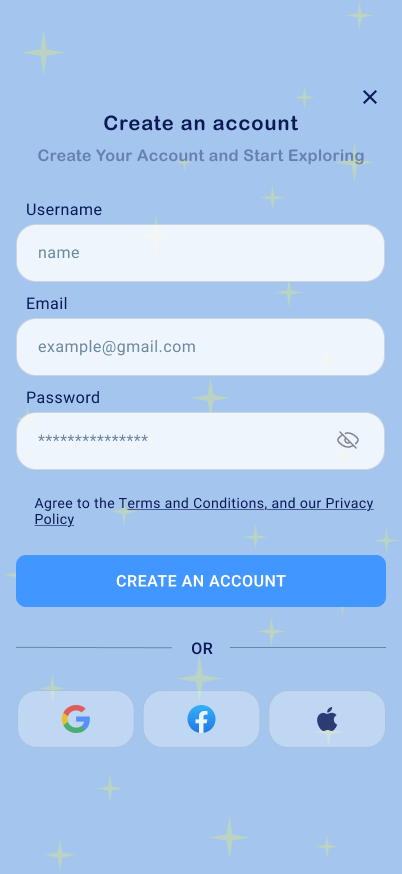 Create an account
Create Your Account and Start Exploring
Username
name
Email
example@gmail.com
Password
***************
Agree to the Terms and Conditions, and our Privacy
Policy
CREATE AN ACCOUNT
OR